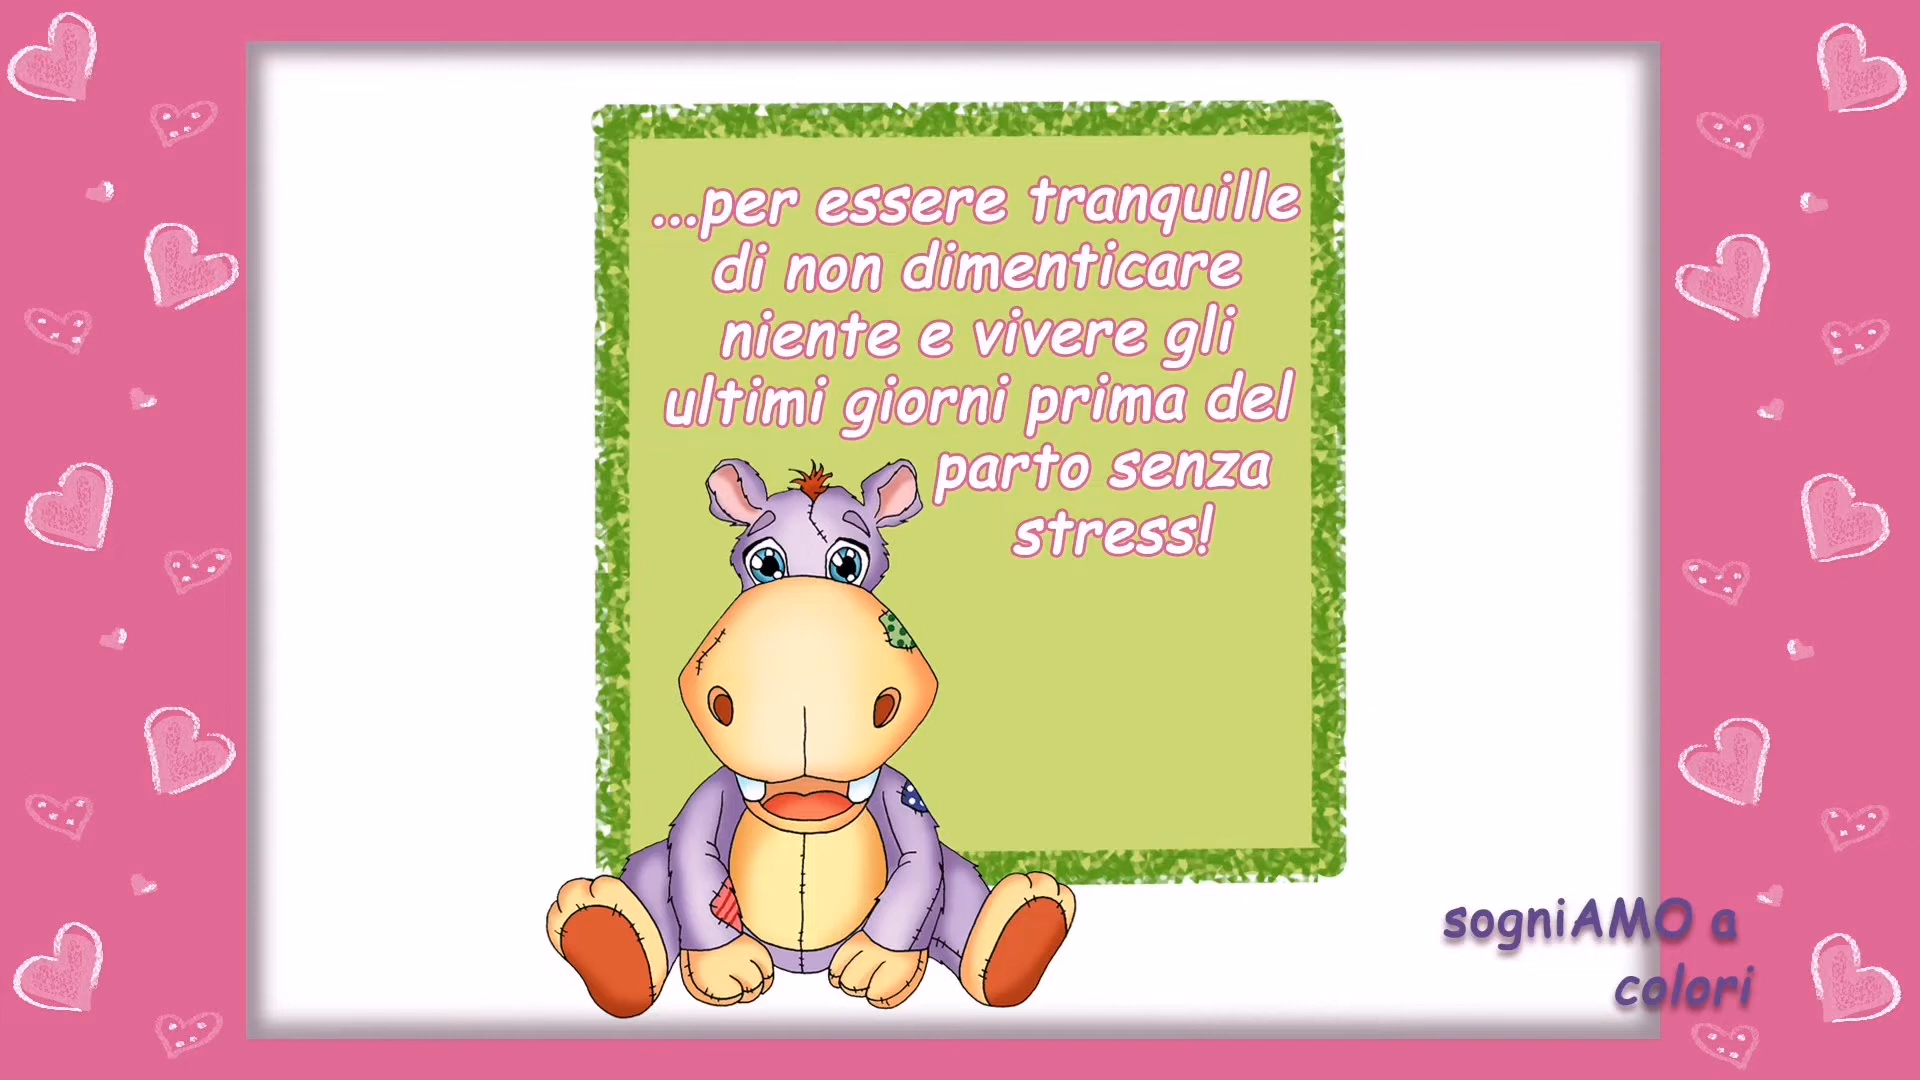 ...per essere tranquille
di non dimenticare
niente e vivere gli
ultimi giorni prima del
parto senza
stress!
sogniAMO a
colori